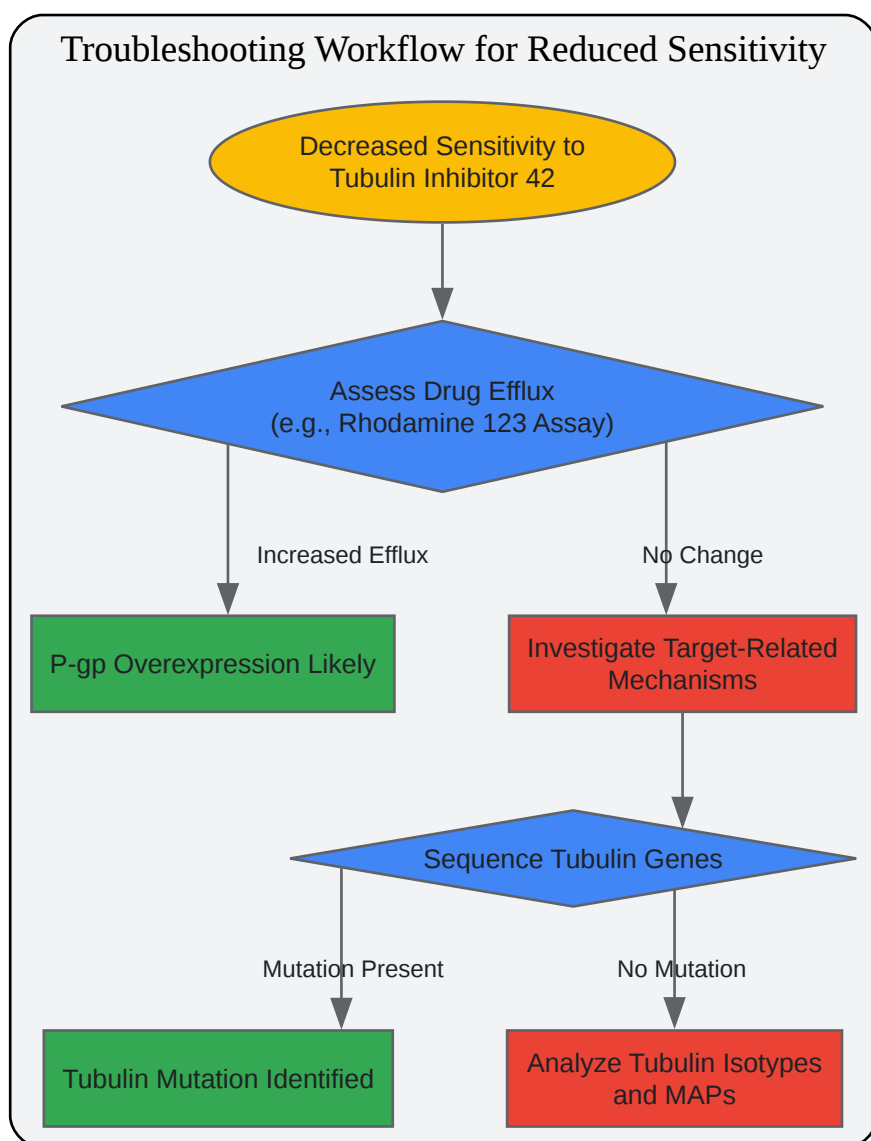 Troubleshooting Workflow for Reduced Sensitivity
Decreased Sensitivity to
Tubulin Inhibitor 42
Assess Drug Efflux
(e.g., Rhodamine 123 Assay)
Increased Efflux
No Change
P-gp Overexpression Likely
Investigate Target-Related
Mechanisms
Sequence Tubulin Genes
Mutation Present
No Mutation
Tubulin Mutation Identified
Analyze Tubulin Isotypes
and MAPs